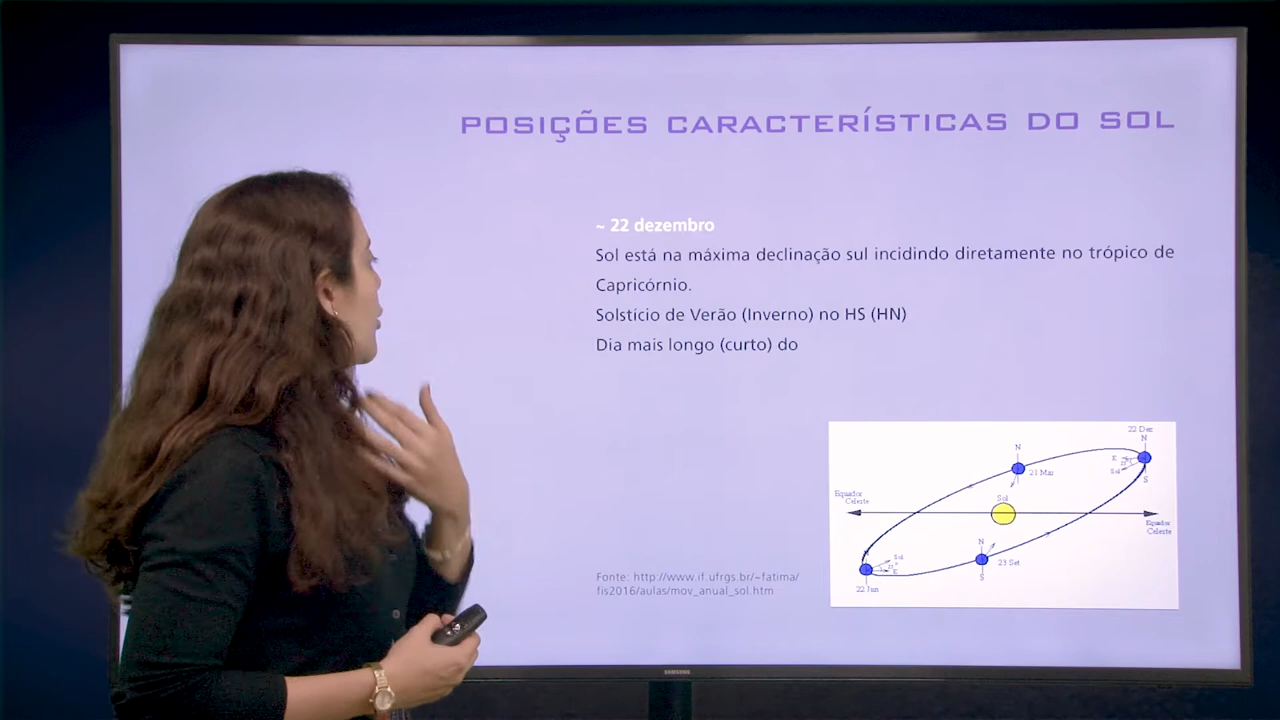 POSIÇÕES CARACTERÍSTICAS DO SOL
~ 22 dezembro
Sol está na máxima declinação sul incidindo diretamente no trópico de
Capricórnio.
Solstício de Verão (Inverno) no HS (HN)
Dia mais longo (curto) do
22 Dez
N
E
Sol
S
N
21 Mar
Equador
Celeste
Sol
Equador
Celeste
N
S
23 Set
Sol
E
22 Jun
Fonte: http://www.if.ufrgs.br/~fatima/
fis2016/aulas/mov_anual_sol.htm
SAMSUNG